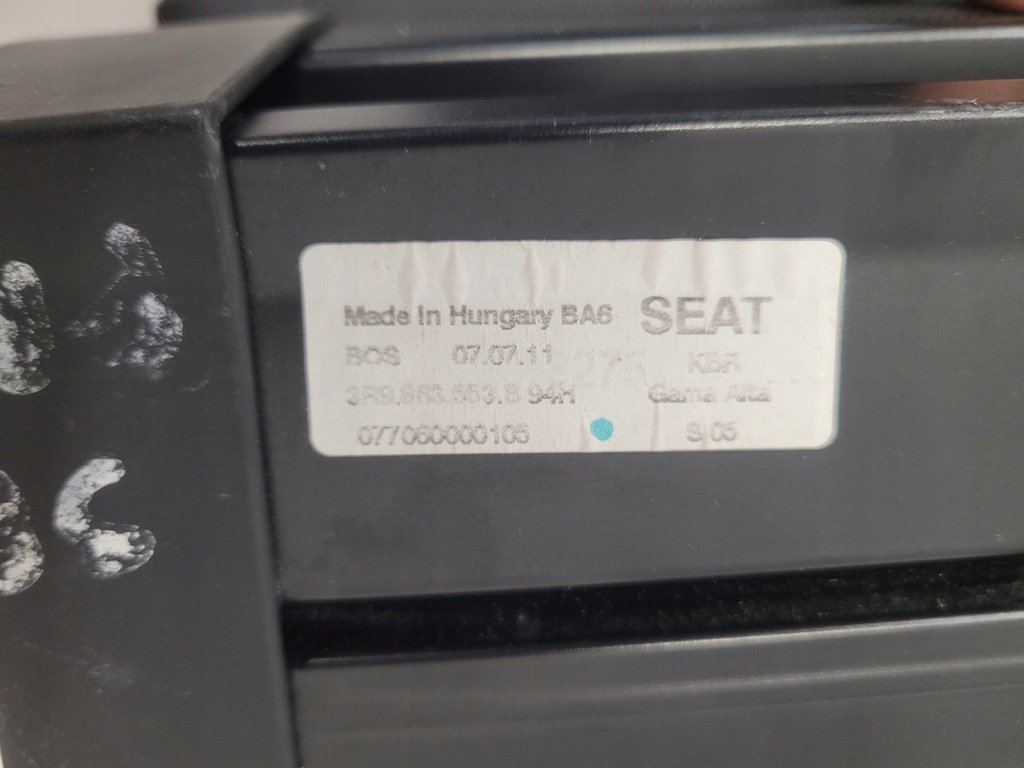 Made In Hungary BA6 SEAT
BOS 07.07.11 KBR
3R9.863.553.B 94H Gama Alta
077060000105 S 05